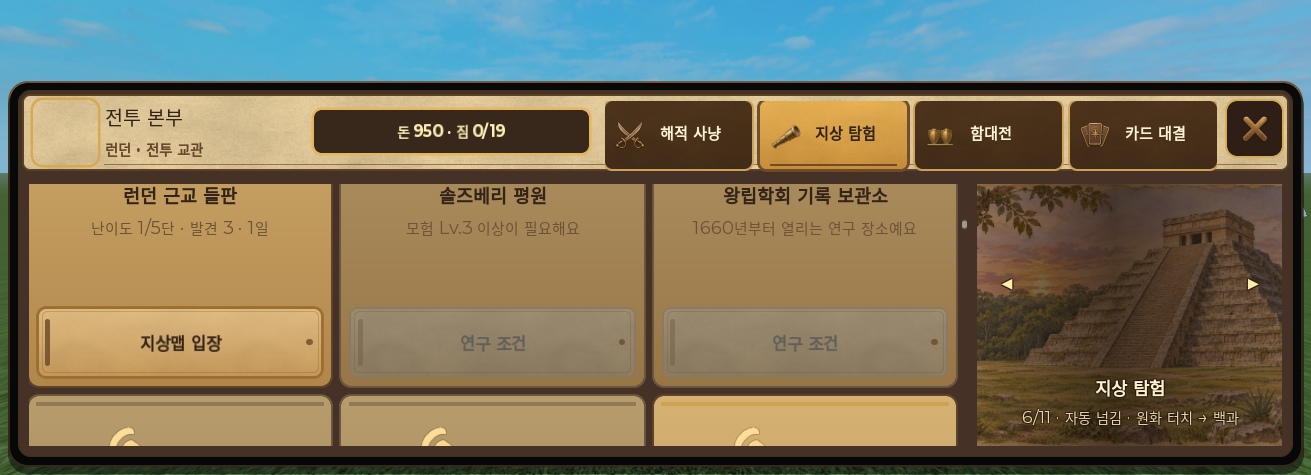 전투 본부
런던 · 전투 교관
돈 950 · 짐 0/19
해적 사냥
지상 탐험
함대전
카드 대결
런던 근교 들판
난이도 1/5단 · 발견 3 · 1일
지상맵 입장
솔즈베리 평원
모험 Lv.3 이상이 필요해요
연구 조건
왕립학회 기록 보관소
1660년부터 열리는 연구 장소예요
연구 조건
지상 탐험
6/11 · 자동 넘김 · 원화 터치 → 백과